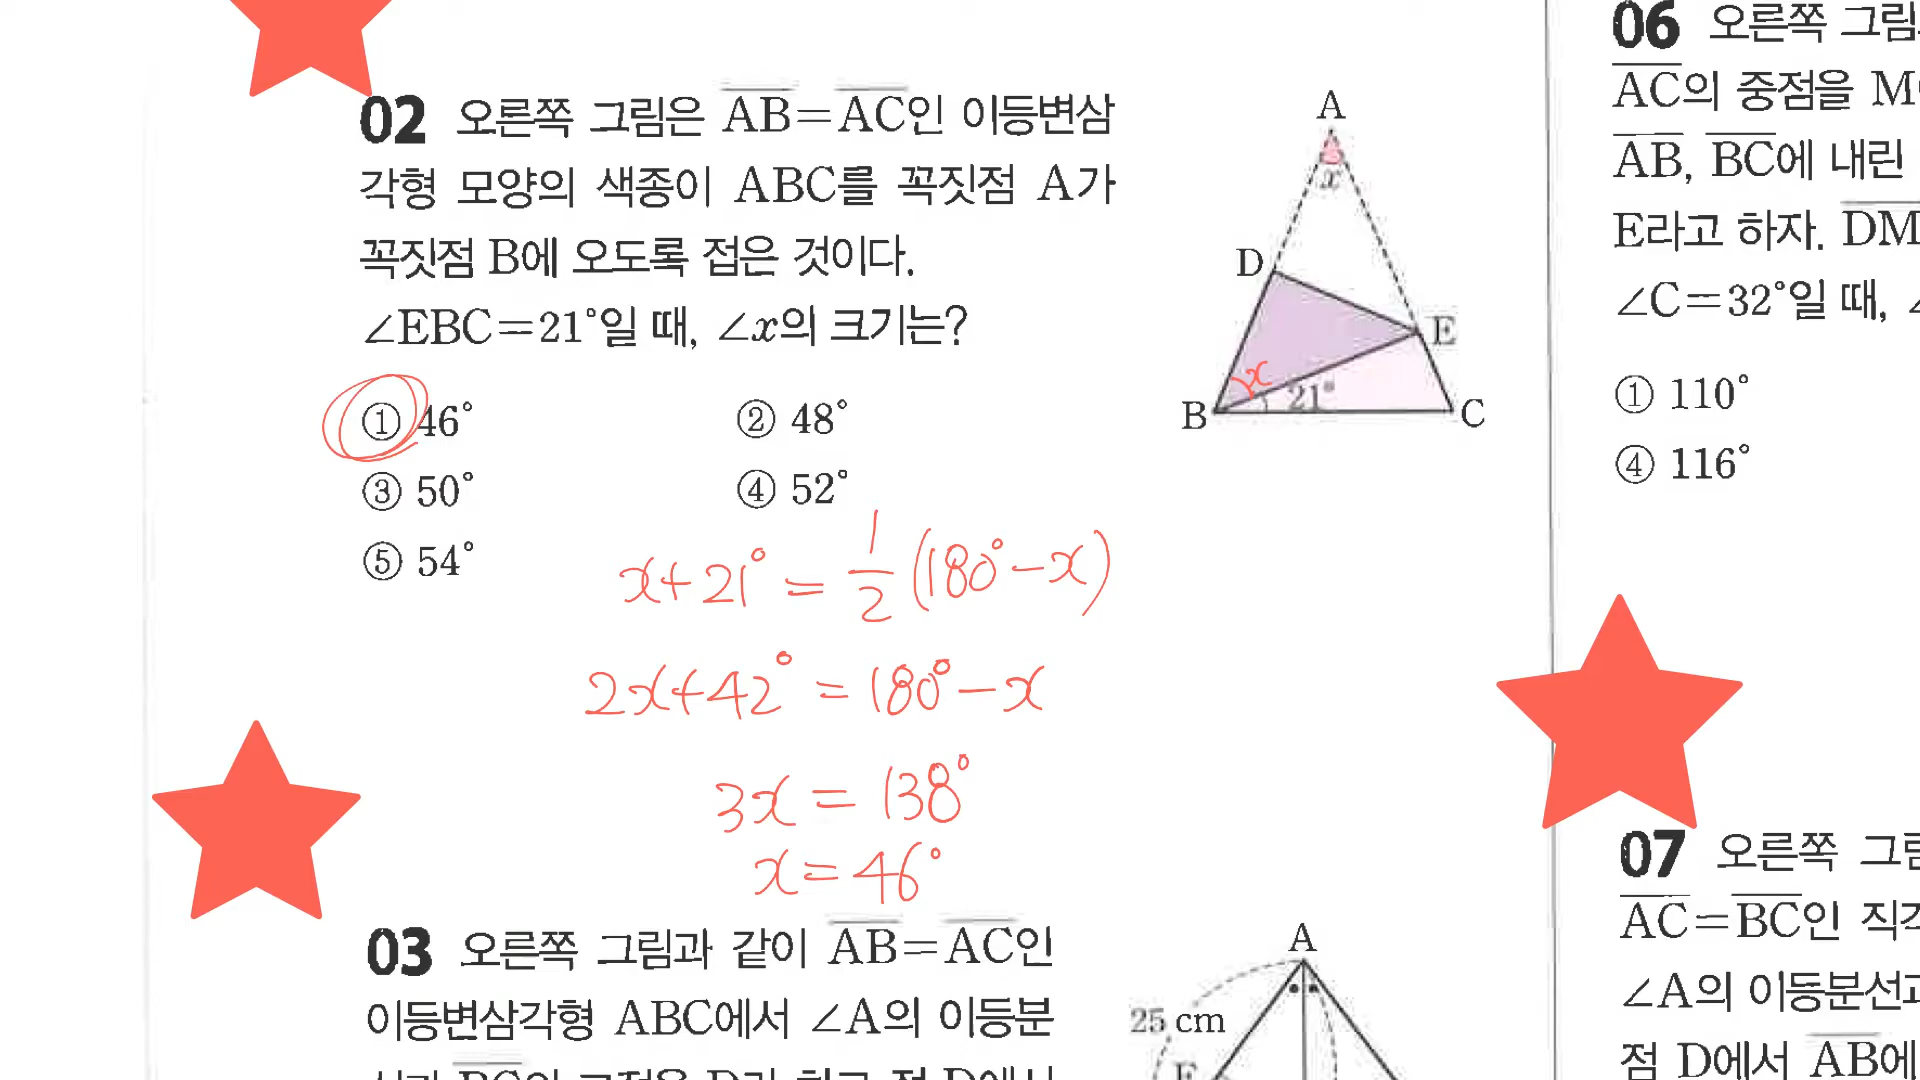 02 오른쪽 그림은 AB=AC인 이등변삼
각형 모양의 색종이 ABC를 꼭짓점 A가
꼭짓점 B에 오도록 접은 것이다.
∠EBC=21°일 때, ∠x의 크기는?
① 46° ② 48°
③ 50° ④ 52°
⑤ 54°
A
x
D
E
x
21°
B
C
x+21°=1/2(180°-x)
2x+42°=180°-x
3x=138°
x=46°
03 오른쪽 그림과 같이 AB=AC인
이등변삼각형 ABC에서 ∠A의 이등분
A
25 cm
E
06 오른쪽 그림
AC의 중점을 M
AB, BC에 내린
E라고 하자. DM
∠C=32°일 때,
① 110°
④ 116°
07 오른쪽 그림
AC=BC인 직각
∠A의 이등분선과
점 D에서 AB에